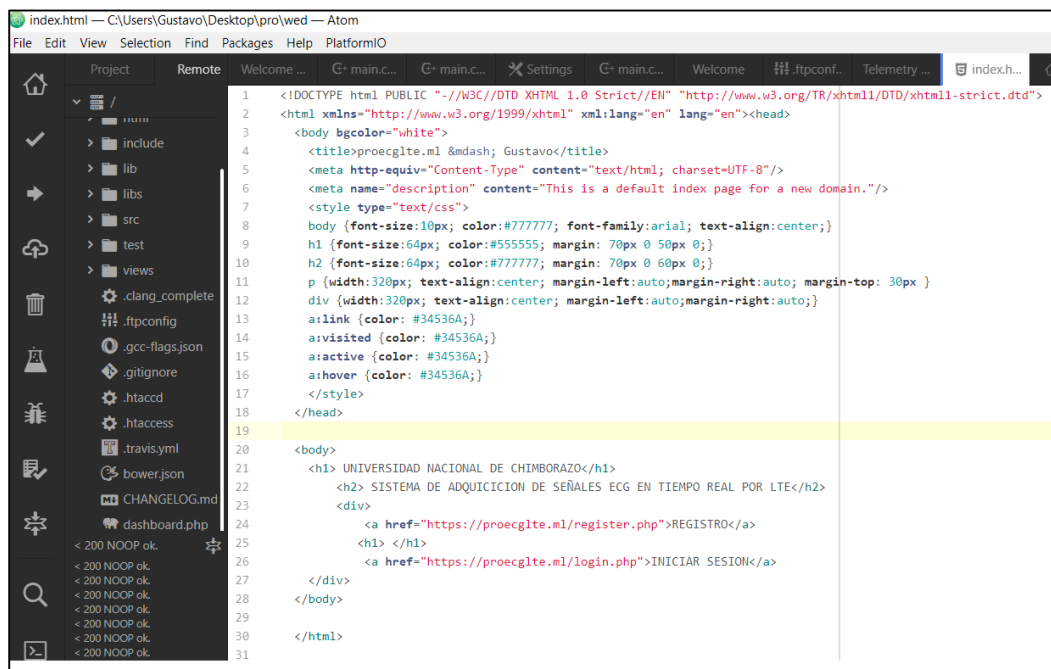 index.html — C:\Users\Gustavo\Desktop\pro\wed — Atom
File Edit View Selection Find Packages Help PlatformIO
Project Remote Welcome ... main.c... main.c... Settings main.c... Welcome .ftpconf.. Telemetry ... index.h...
/
html
include
lib
libs
src
test
views
.clang_complete
.ftpconfig
.gcc-flags.json
.gitignore
.htaccd
.htaccess
.travis.yml
bower.json
CHANGELOG.md
dashboard.php
< 200 NOOP ok.
< 200 NOOP ok.
< 200 NOOP ok.
< 200 NOOP ok.
< 200 NOOP ok.
< 200 NOOP ok.
< 200 NOOP ok.
< 200 NOOP ok.
1 <!DOCTYPE html PUBLIC "-//W3C//DTD XHTML 1.0 Strict//EN" "http://www.w3.org/TR/xhtml1/DTD/xhtml1-strict.dtd">
2 <html xmlns="http://www.w3.org/1999/xhtml" xml:lang="en" lang="en"><head>
3 <body bgcolor="white">
4 <title>proecglte.ml &mdash; Gustavo</title>
5 <meta http-equiv="Content-Type" content="text/html; charset=UTF-8"/>
6 <meta name="description" content="This is a default index page for a new domain."/>
7 <style type="text/css">
8 body {font-size:10px; color:#777777; font-family:arial; text-align:center;}
9 h1 {font-size:64px; color:#555555; margin: 70px 0 50px 0;}
10 h2 {font-size:64px; color:#777777; margin: 70px 0 60px 0;}
11 p {width:320px; text-align:center; margin-left:auto;margin-right:auto; margin-top: 30px }
12 div {width:320px; text-align:center; margin-left:auto;margin-right:auto;}
13 a:link {color: #34536A;}
14 a:visited {color: #34536A;}
15 a:active {color: #34536A;}
16 a:hover {color: #34536A;}
17 </style>
18 </head>
19
20 <body>
21 <h1> UNIVERSIDAD NACIONAL DE CHIMBORAZO</h1>
22 <h2> SISTEMA DE ADQUICICION DE SEÑALES ECG EN TIEMPO REAL POR LTE</h2>
23 <div>
24 <a href="https://proecglte.ml/register.php">REGISTRO</a>
25 <h1> </h1>
26 <a href="https://proecglte.ml/login.php">INICIAR SESION</a>
27 </div>
28 </body>
29
30 </html>
31